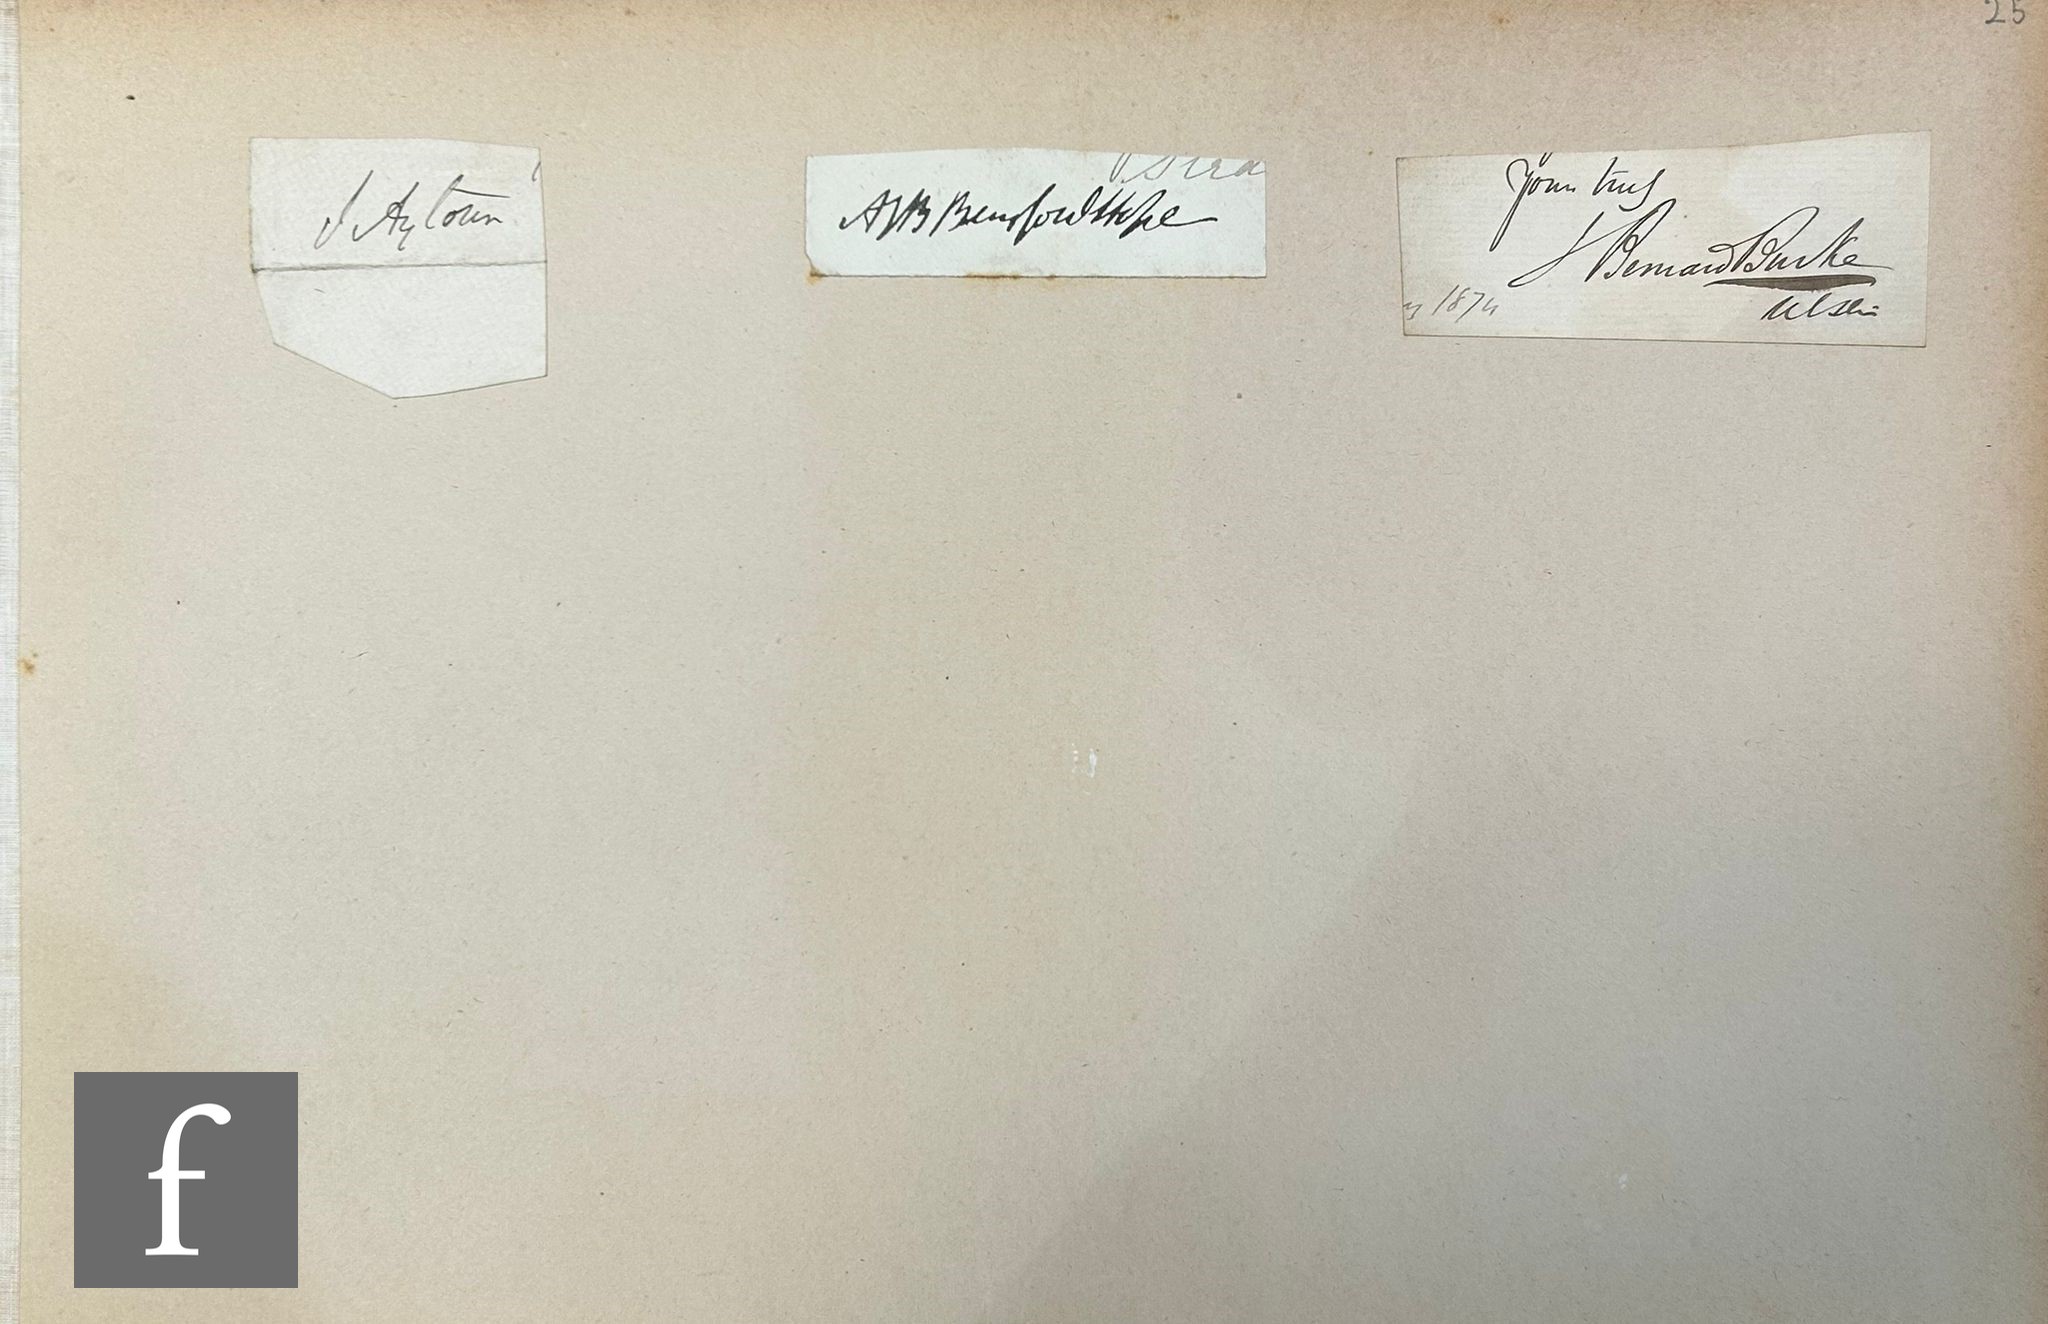 25
J Aytoun
A J B Beresford Hope
Yours truly
J Bernard Burke
Ulster
y 1874
f